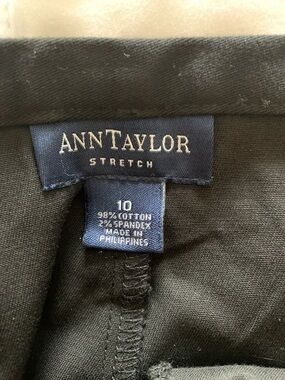 ANNTAYLOR
STRETCH
10
98% COTTON
2% SPANDEX
MADE IN
PHILIPPINES